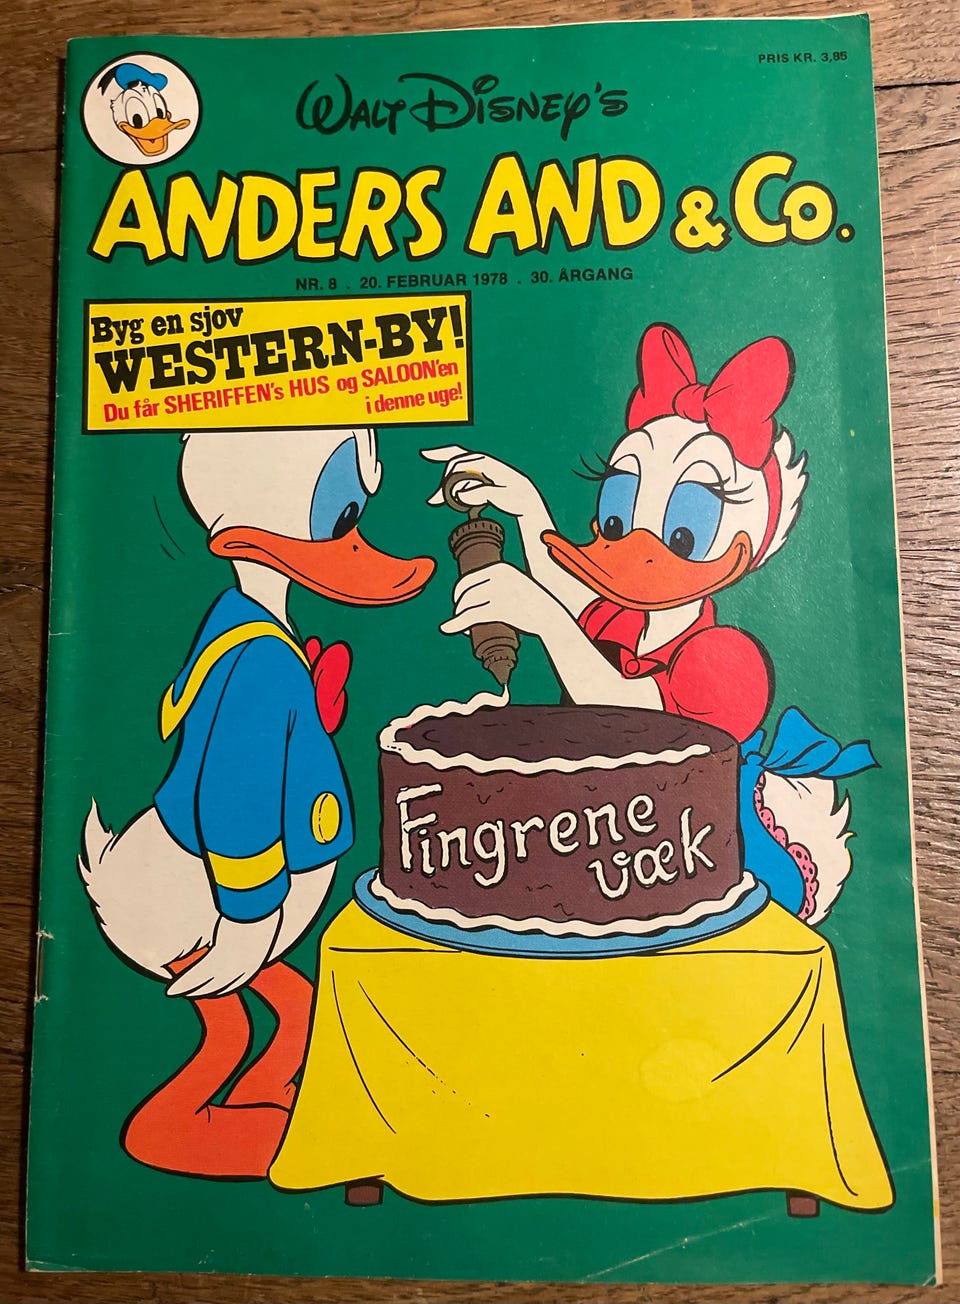 PRIS KR. 3,85
WALT DISNEY'S
ANDERS AND & Co.
NR. 8 . 20. FEBRUAR 1978 . 30. ÅRGANG
Byg en sjov
WESTERN-BY!
Du får SHERIFFEN's HUS og SALOON'en
i denne uge!
Fingrene
væk